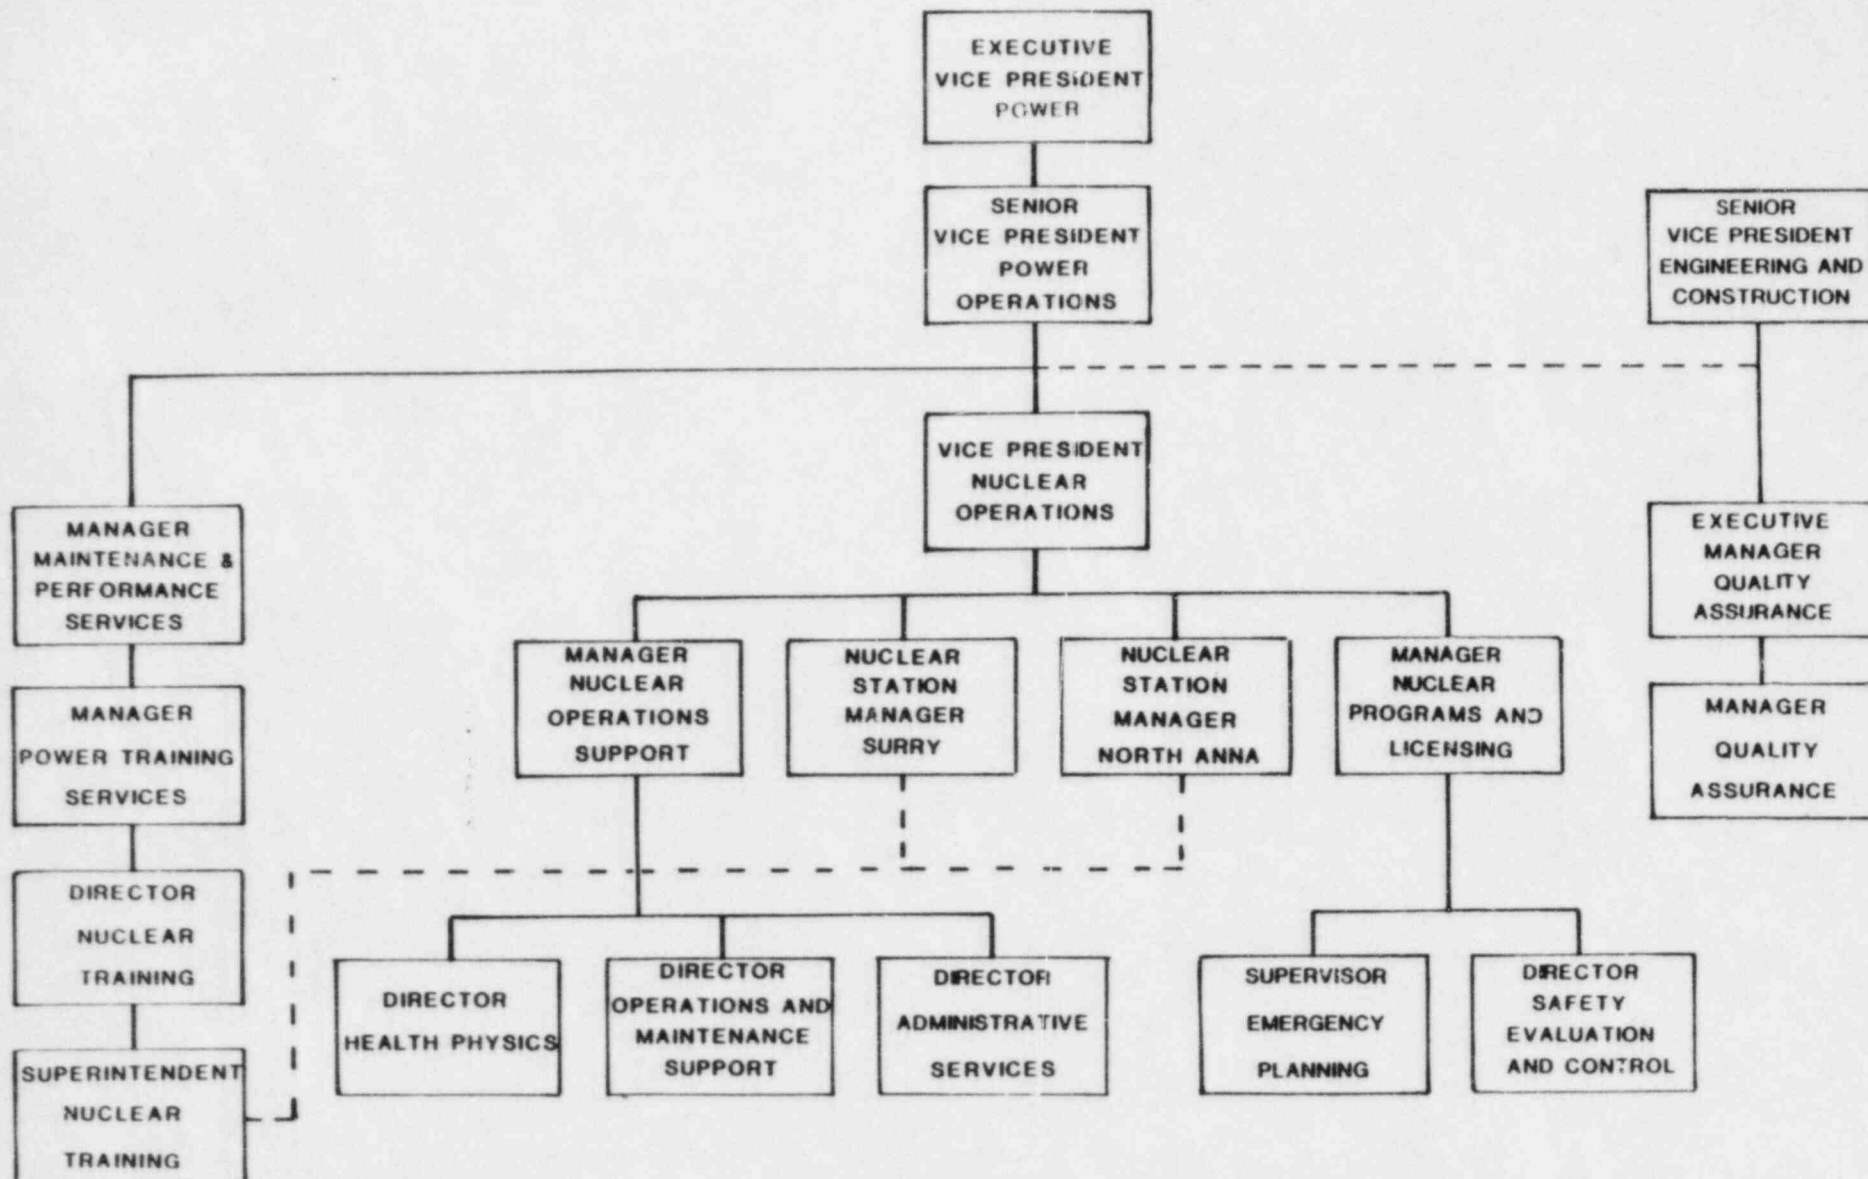 EXECUTIVE
VICE PRESIDENT
POWER
SENIOR
VICE PRESIDENT
POWER
OPERATIONS
SENIOR
VICE PRESIDENT
ENGINEERING AND
CONSTRUCTION
VICE PRESIDENT
NUCLEAR
OPERATIONS
MANAGER
MAINTENANCE &
PERFORMANCE
SERVICES
EXECUTIVE
MANAGER
QUALITY
ASSURANCE
MANAGER
NUCLEAR
OPERATIONS
SUPPORT
NUCLEAR
STATION
MANAGER
SURRY
NUCLEAR
STATION
MANAGER
NORTH ANNA
MANAGER
NUCLEAR
PROGRAMS AND
LICENSING
MANAGER
POWER TRAINING
SERVICES
MANAGER
QUALITY
ASSURANCE
DIRECTOR
NUCLEAR
TRAINING
DIRECTOR
HEALTH PHYSICS
DIRECTOR
OPERATIONS AND
MAINTENANCE
SUPPORT
DIRECTOR
ADMINISTRATIVE
SERVICES
SUPERVISOR
EMERGENCY
PLANNING
DIRECTOR
SAFETY
EVALUATION
AND CONTROL
SUPERINTENDENT
NUCLEAR
TRAINING